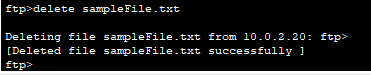 ftp>delete sampleFile.txt
Deleting file sampleFile.txt from 10.0.2.20: ftp>
[Deleted file sampleFile.txt successfully ]
ftp>